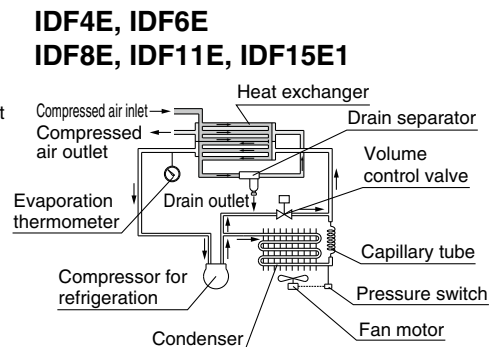 IDF4E, IDF6E
IDF8E, IDF11E, IDF15E1
Heat exchanger
Compressed air inlet
Drain separator
Compressed
air outlet
Volume
control valve
Evaporation
thermometer
Drain outlet
Capillary tube
Compressor for
refrigeration
Pressure switch
Fan motor
Condenser